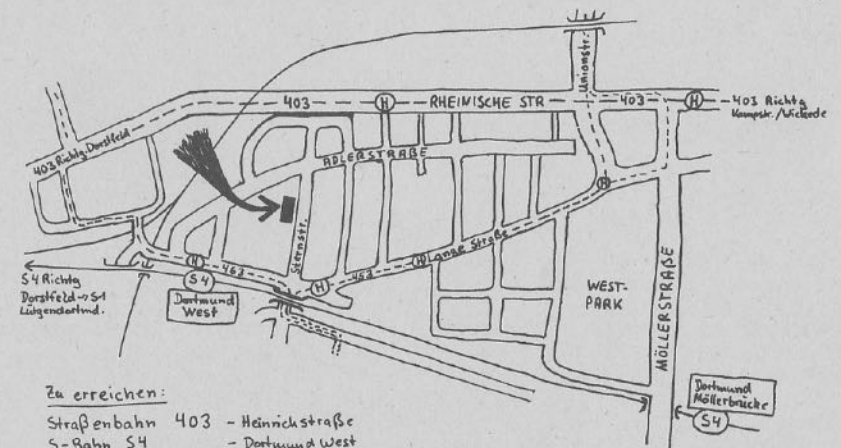 Unionstr.
403
H
RHEINISCHE STR
403
H
403 Richtg
Kampstr./Wickede
403 Richtg. Dorstfeld
ADLERSTRAßE
H
Sternstr.
Lange Straße
H
463
H
463
H
S4 Richtg
Dorstfeld → S1
Lütgendortmd.
S4
Dortmund
West
WEST-
PARK
MÖLLERSTRAßE
Dortmund
Möllerbrücke
S4
Zu erreichen:
Straßenbahn 403 - Heinrichstraße
S-Bahn S4 - Dortmund West